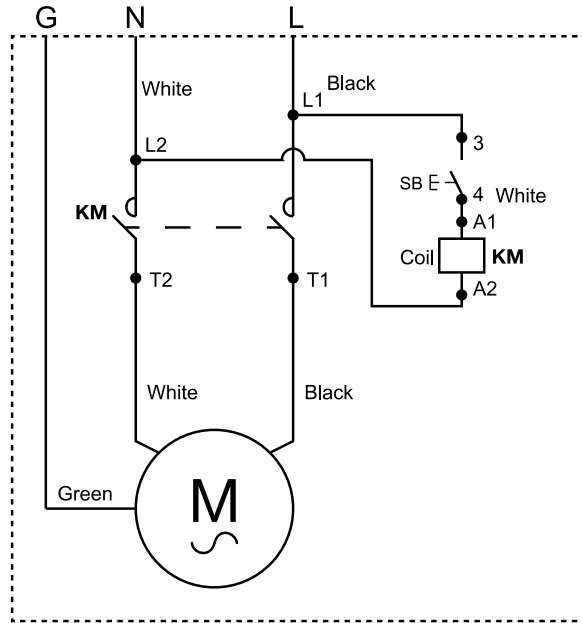 G N L
Black
White
L1
L2
3
SB
4 White
KM
A1
Coil KM
T2 T1
A2
White Black
Green
M